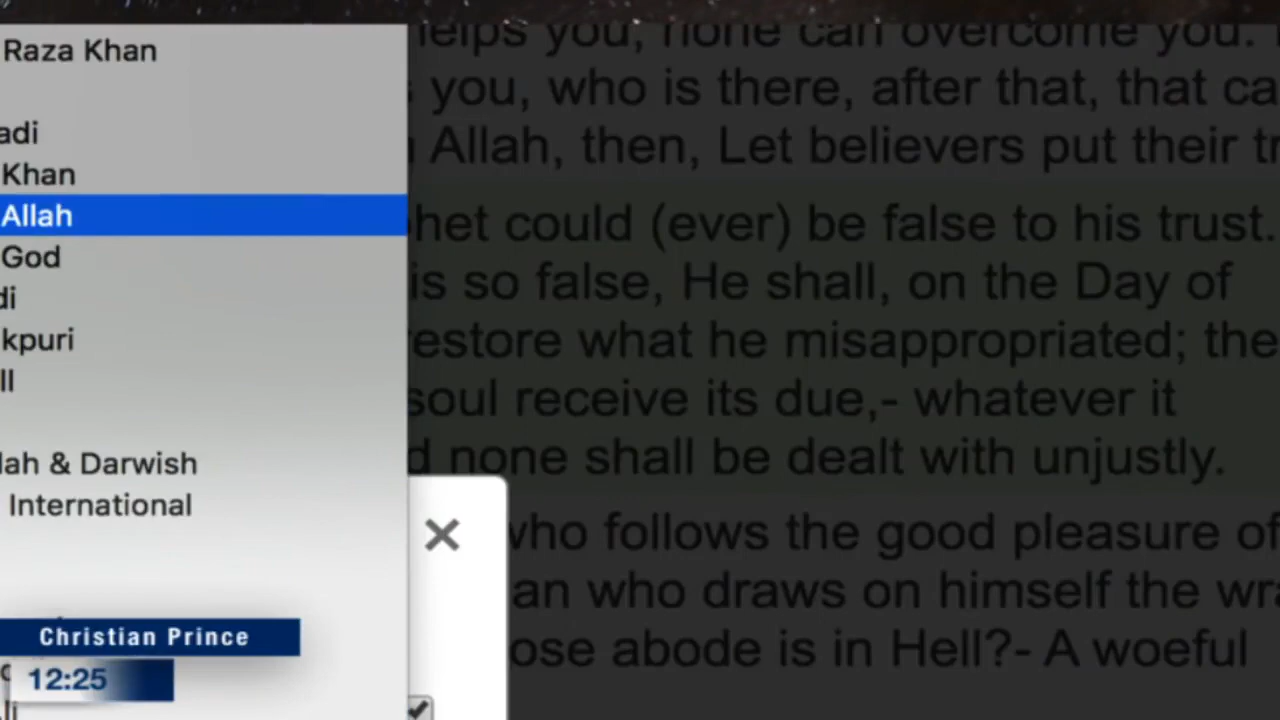 Raza Khan
adi
Khan
Allah
God
di
kpuri
ll
lah & Darwish
International
Christian Prince
12:25
helps you, none can overcome you.
you, who is there, after that, that ca
Allah, then, Let believers put their tr
het could (ever) be false to his trust.
is so false, He shall, on the Day of
estore what he misappropriated; the
soul receive its due,- whatever it
d none shall be dealt with unjustly.
who follows the good pleasure of
an who draws on himself the wra
ose abode is in Hell?- A woeful